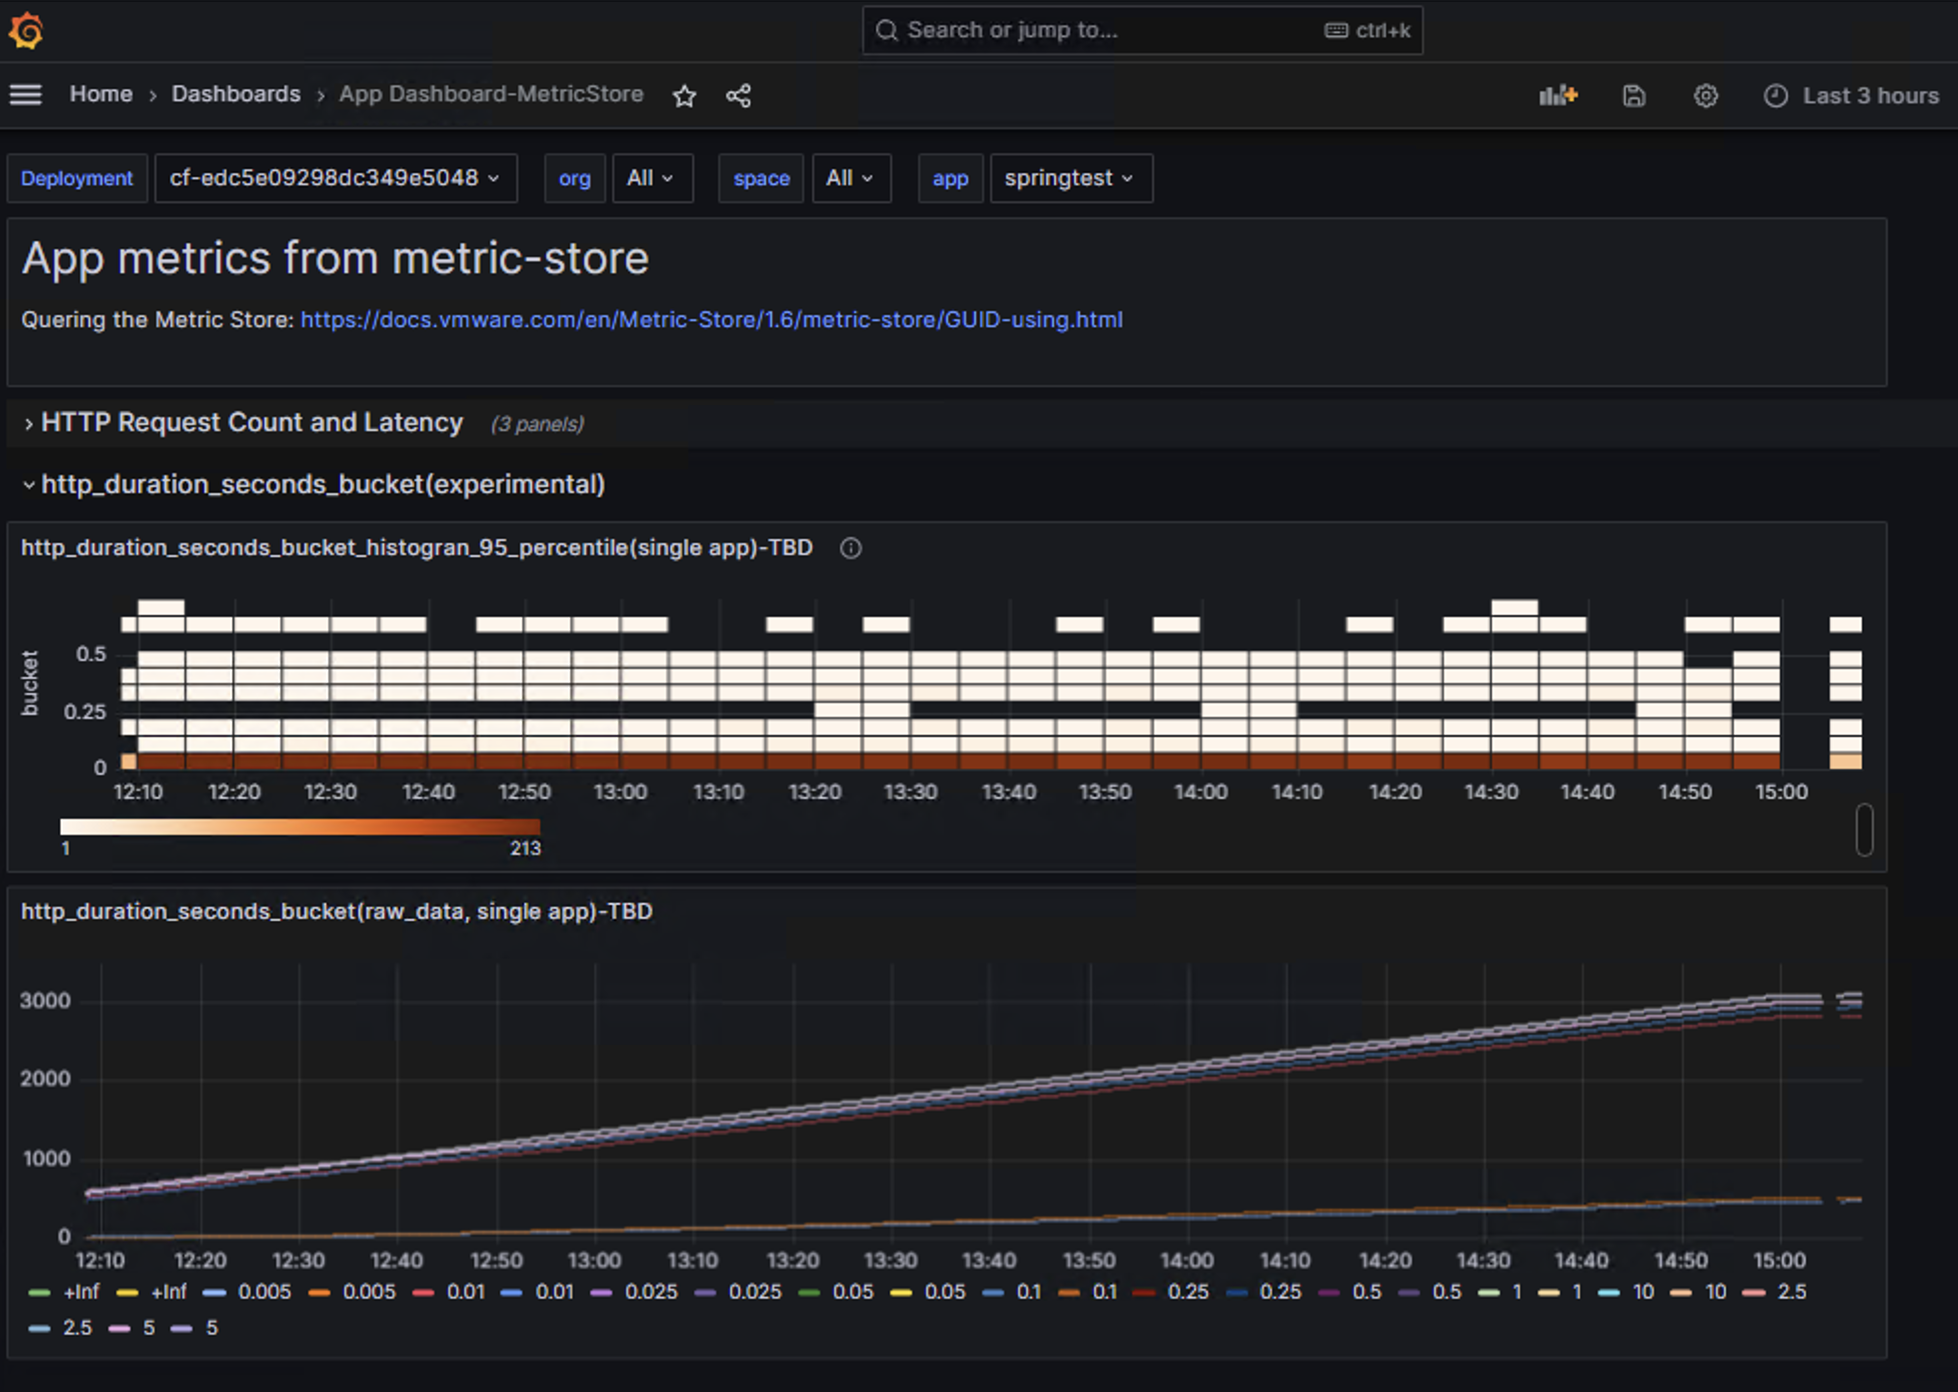 Search or jump to... ctrl+k
Home › Dashboards › App Dashboard-MetricStore Last 3 hours
Deployment cf-edc5e09298dc349e5048 org All space All app springtest
App metrics from metric-store
Quering the Metric Store: https://docs.vmware.com/en/Metric-Store/1.6/metric-store/GUID-using.html
HTTP Request Count and Latency (3 panels)
http_duration_seconds_bucket(experimental)
http_duration_seconds_bucket_histogran_95_percentile(single app)-TBD
bucket
0.5
0.25
0
12:10 12:20 12:30 12:40 12:50 13:00 13:10 13:20 13:30 13:40 13:50 14:00 14:10 14:20 14:30 14:40 14:50 15:00
1 213
http_duration_seconds_bucket(raw_data, single app)-TBD
3000
2000
1000
0
12:10 12:20 12:30 12:40 12:50 13:00 13:10 13:20 13:30 13:40 13:50 14:00 14:10 14:20 14:30 14:40 14:50 15:00
+Inf +Inf 0.005 0.005 0.01 0.01 0.025 0.025 0.05 0.05 0.1 0.1 0.25 0.25 0.5 0.5 1 1 10 10 2.5
2.5 5 5